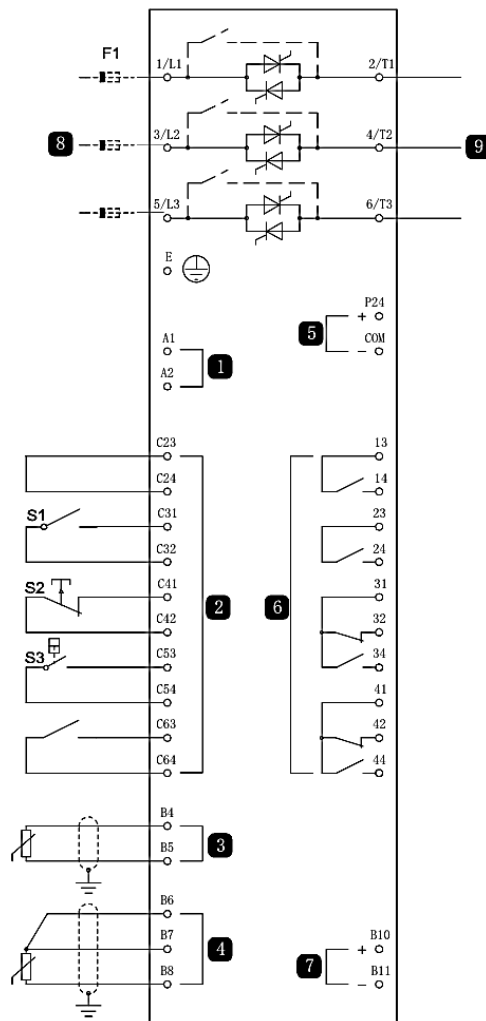 F1
1/L1 2/T1
8 3/L2 4/T2 9
5/L3 6/T3
E
P24
5 +
A1 COM
1 -
A2
C23 13
C24 14
S1 C31 23
C32 24
S2 C41 31
2 6
C42 32
S3 C53 34
C54 41
C63 42
C64 44
B4
3
B5
B6
B7 B10
4 7 +
B8 B11
-